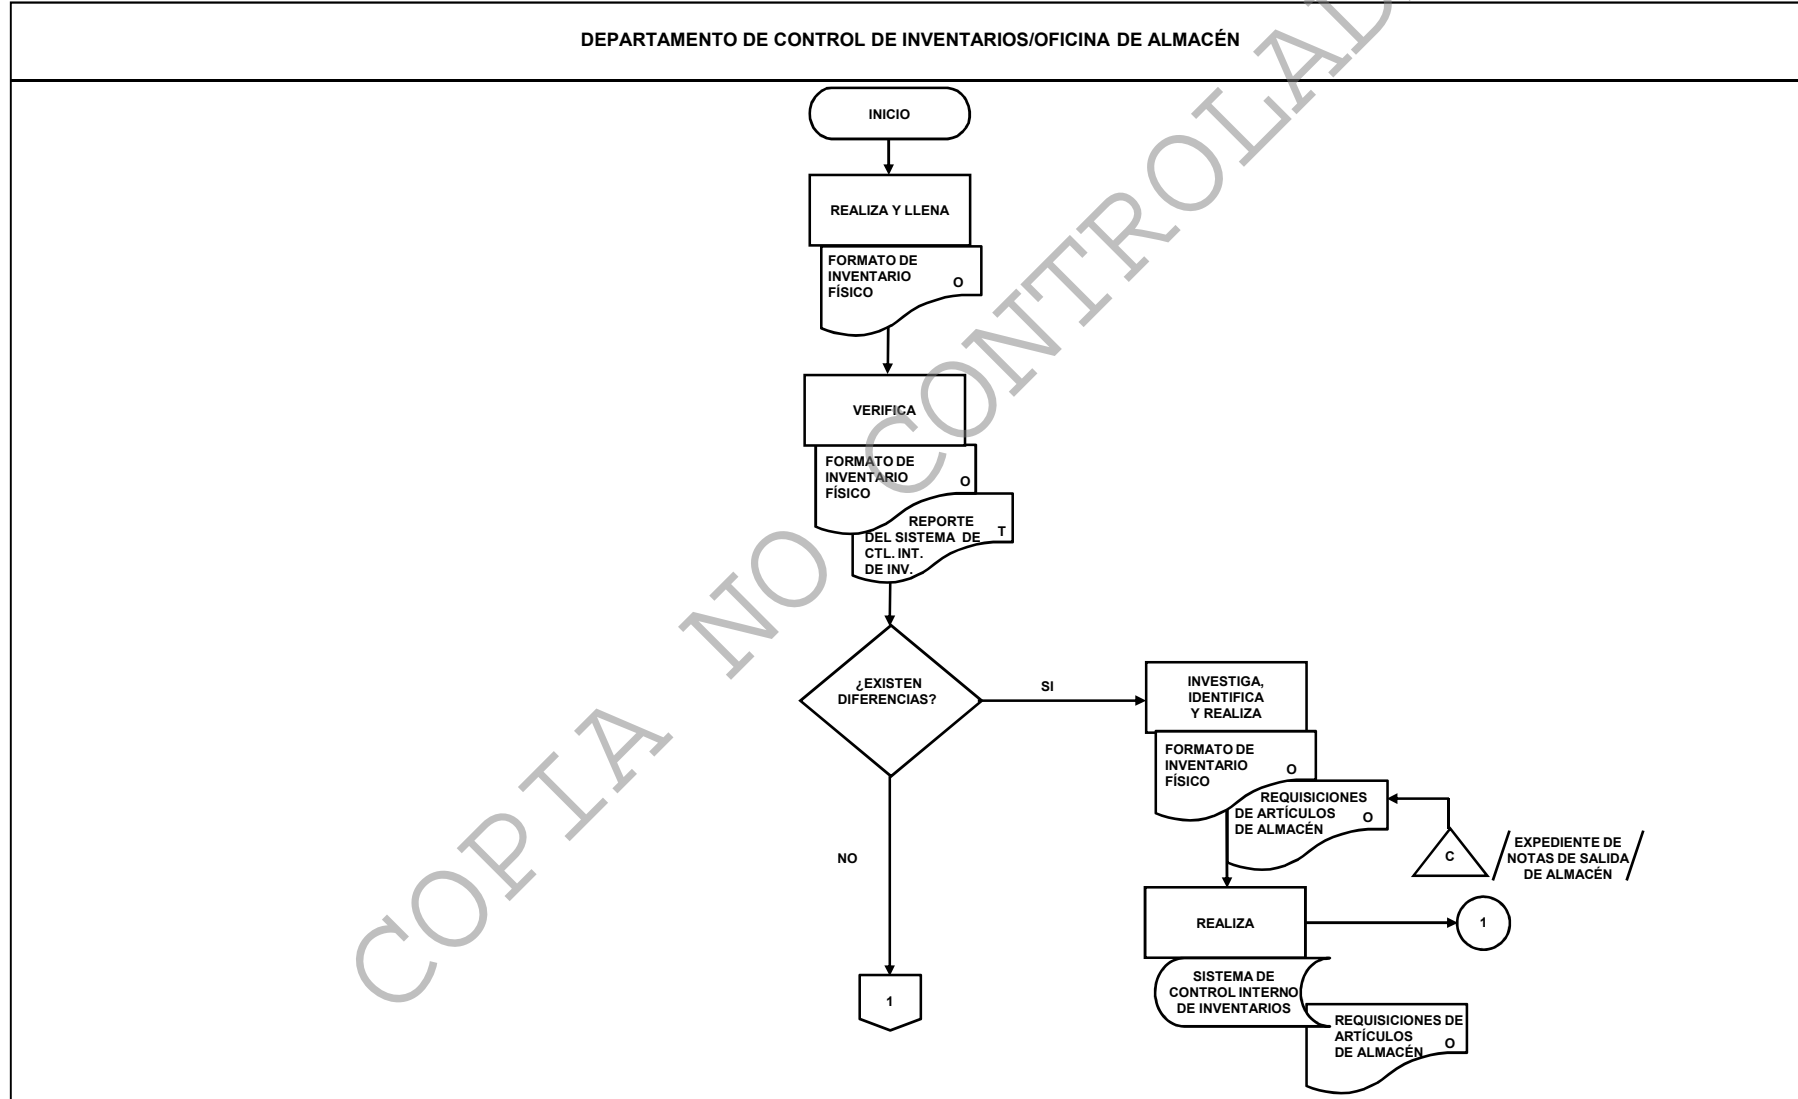 DEPARTAMENTO DE CONTROL DE INVENTARIOS/OFICINA DE ALMACÉN
INICIO
REALIZA Y LLENA
FORMATO DE
INVENTARIO
FÍSICO
O
VERIFICA
FORMATO DE
INVENTARIO
FÍSICO
O
REPORTE
DEL SISTEMA DE
CTL. INT.
DE INV.
T
¿EXISTEN
DIFERENCIAS?
SI
INVESTIGA,
IDENTIFICA
Y REALIZA
FORMATO DE
INVENTARIO
FÍSICO
O
REQUISICIONES
DE ARTÍCULOS
DE ALMACÉN
O
C
EXPEDIENTE DE
NOTAS DE SALIDA
DE ALMACÉN
NO
REALIZA
1
SISTEMA DE
CONTROL INTERNO
DE INVENTARIOS
1
REQUISICIONES DE
ARTÍCULOS
DE ALMACÉN
O
COPIA NO CONTROLAD